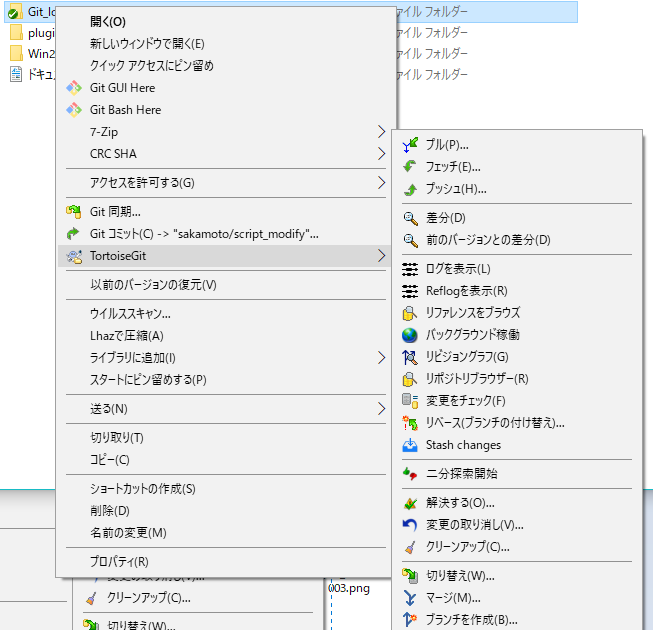 Git_lo
ァイル フォルダー
plugi
ァイル フォルダー
Win2
ァイル フォルダー
ドキュ
ァイル フォルダー
開く(O)
新しいウィンドウで開く(E)
クイック アクセスにピン留め
Git GUI Here
Git Bash Here
7-Zip
CRC SHA
アクセスを許可する(G)
Git 同期...
Git コミット(C) -> "sakamoto/script_modify"...
TortoiseGit
以前のバージョンの復元(V)
ウイルススキャン...
Lhazで圧縮(A)
ライブラリに追加(I)
スタートにピン留めする(P)
送る(N)
切り取り(T)
コピー(C)
ショートカットの作成(S)
削除(D)
名前の変更(M)
プロパティ(R)
プル(P)...
フェッチ(E)...
プッシュ(H)...
差分(D)
前のバージョンとの差分(D)
ログを表示(L)
Reflogを表示(R)
リファレンスをブラウズ
バックグラウンド稼働
リビジョングラフ(G)
リポジトリブラウザー(R)
変更をチェック(F)
リベース(ブランチの付け替え)...
Stash changes
二分探索開始
解決する(O)...
変更の取り消し(V)...
クリーンアップ(C)...
切り替え(W)...
マージ(M)...
ブランチを作成(B)...
変更の取り消し(V)...
クリーンアップ(C)...
切り替え(W)...
003.png